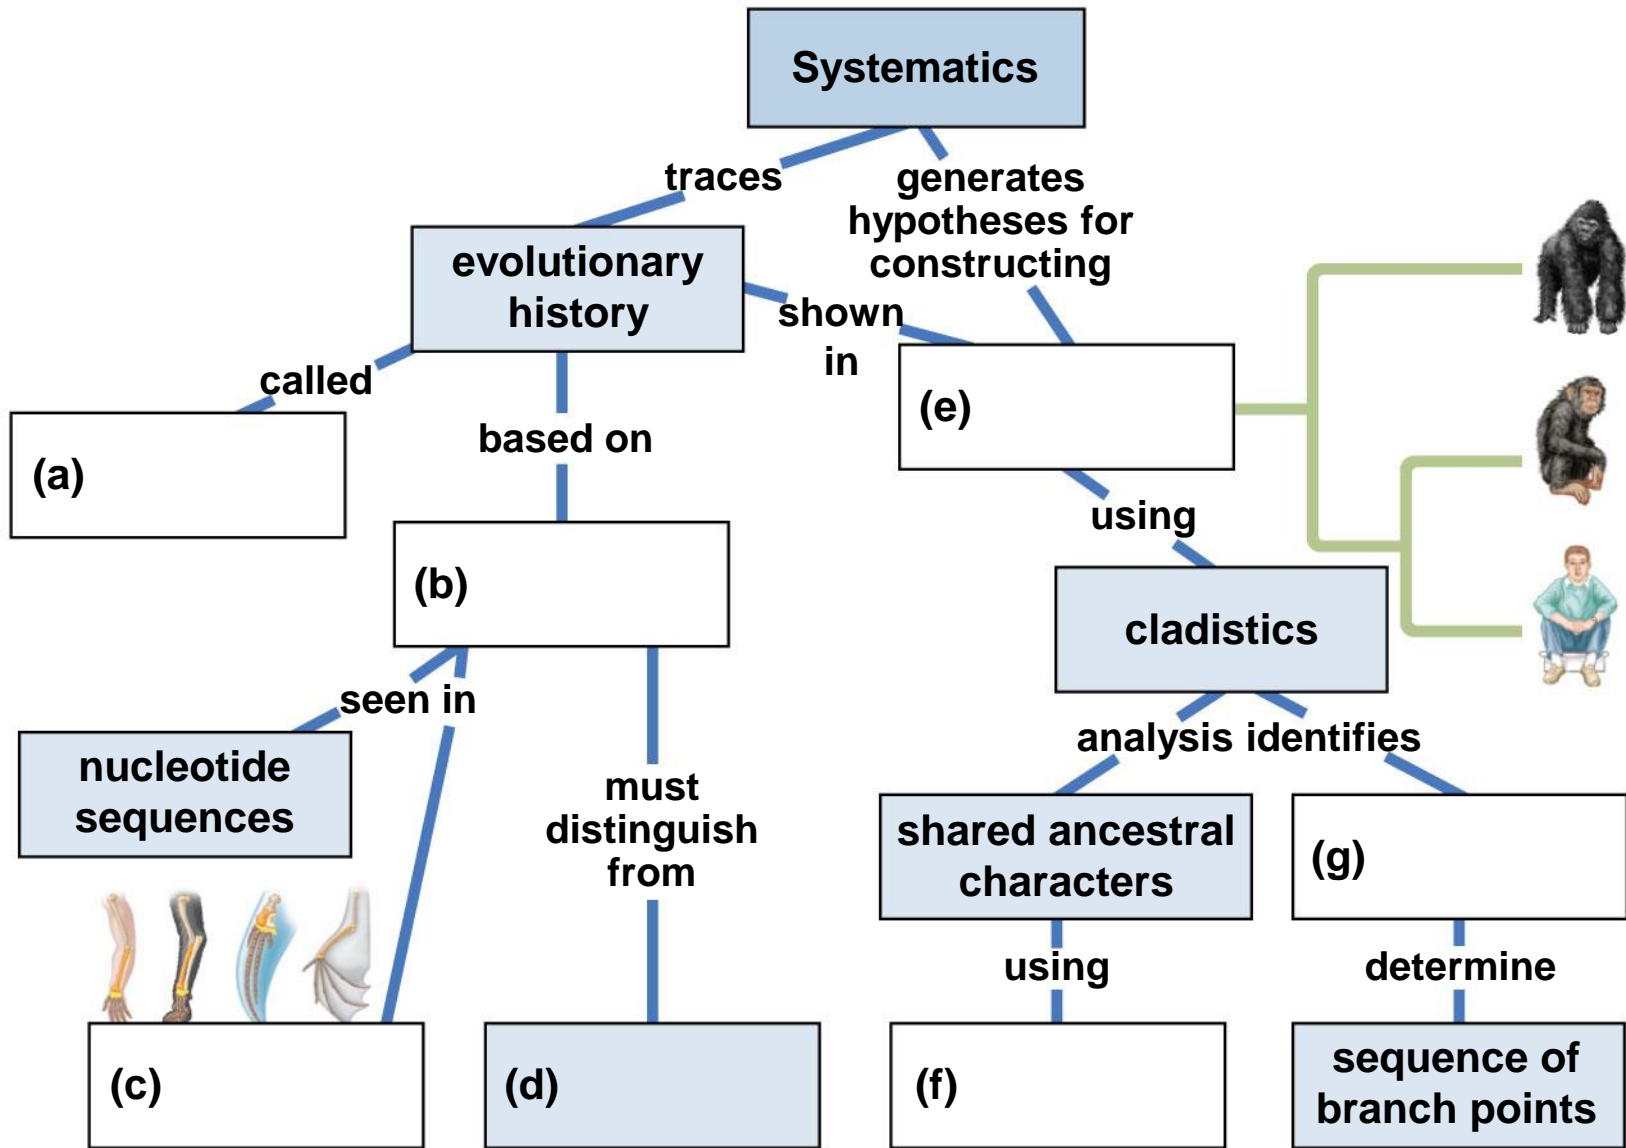 Systematics
traces
generates
hypotheses for
constructing
evolutionary
history
shown
in
called
(a)
based on
(e)
using
(b)
cladistics
seen in
analysis identifies
nucleotide
sequences
must
distinguish
from
shared ancestral
characters
(g)
using
determine
(c)
(d)
(f)
sequence of
branch points